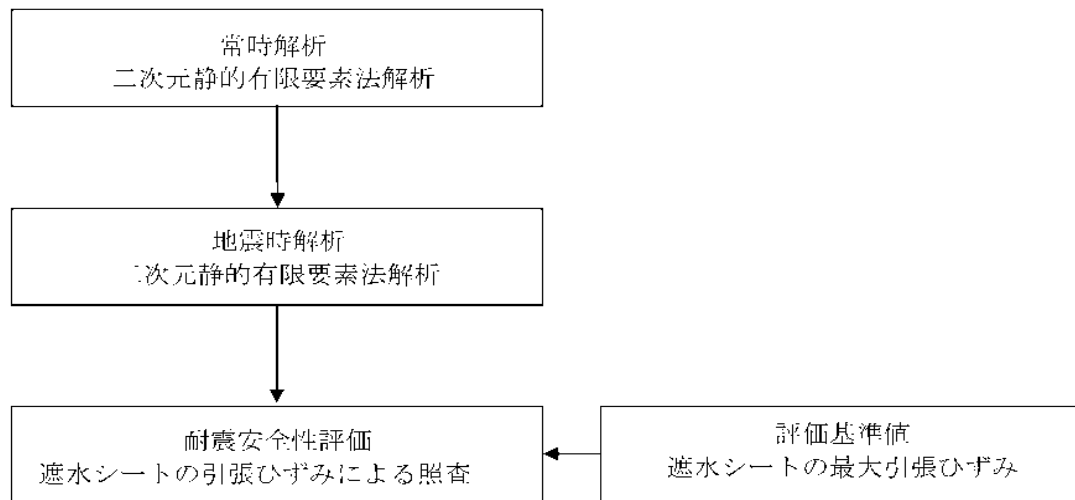 常時解析
二次元静的有限要素法解析
地震時解析
二次元静的有限要素法解析
耐震安全性評価
遮水シートの引張ひずみによる照査
評価基準値
遮水シートの最大引張ひずみ